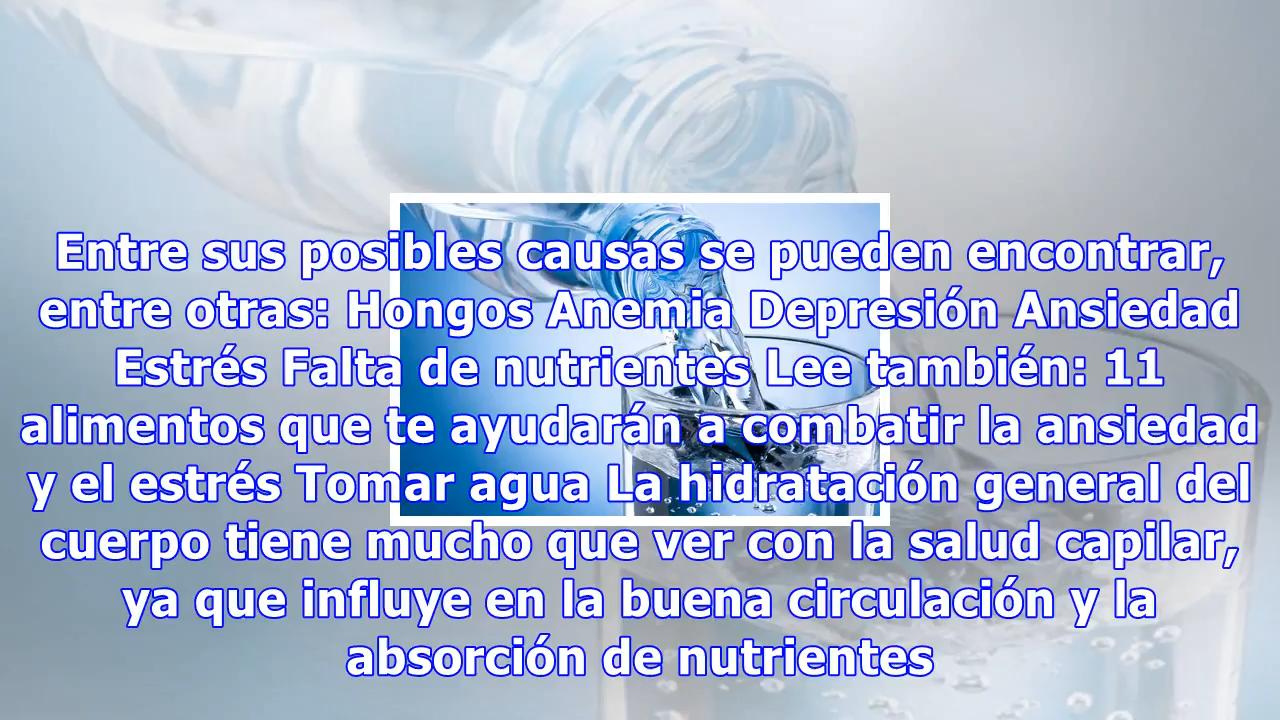 Entre sus posibles causas se pueden encontrar,
entre otras: Hongos Anemia Depresión Ansiedad
Estrés Falta de nutrientes Lee también: 11
alimentos que te ayudarán a combatir la ansiedad
y el estrés Tomar agua La hidratación general del
cuerpo tiene mucho que ver con la salud capilar,
ya que influye en la buena circulación y la
absorción de nutrientes